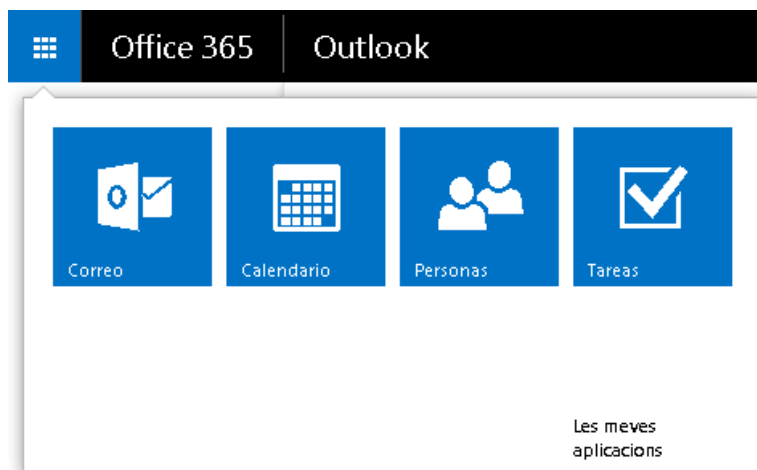 Office 365 Outlook
Correo Calendario Personas Tareas
Les meves
aplicacions